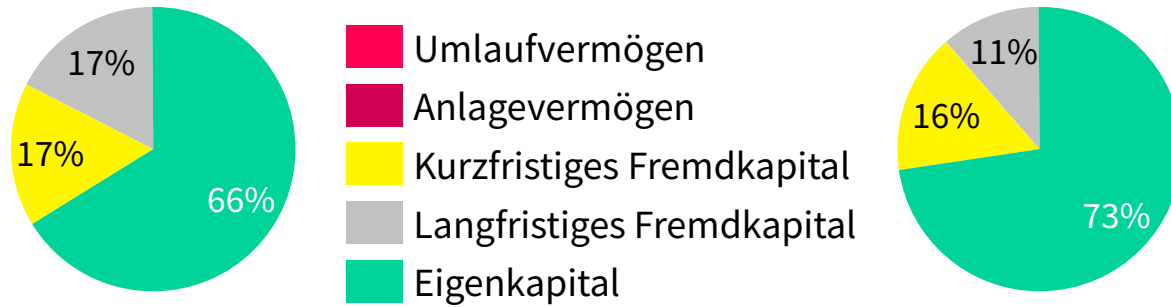 17%
17%
66%
Umlaufvermögen
Anlagevermögen
Kurzfristiges Fremdkapital
Langfristiges Fremdkapital
Eigenkapital
11%
16%
73%